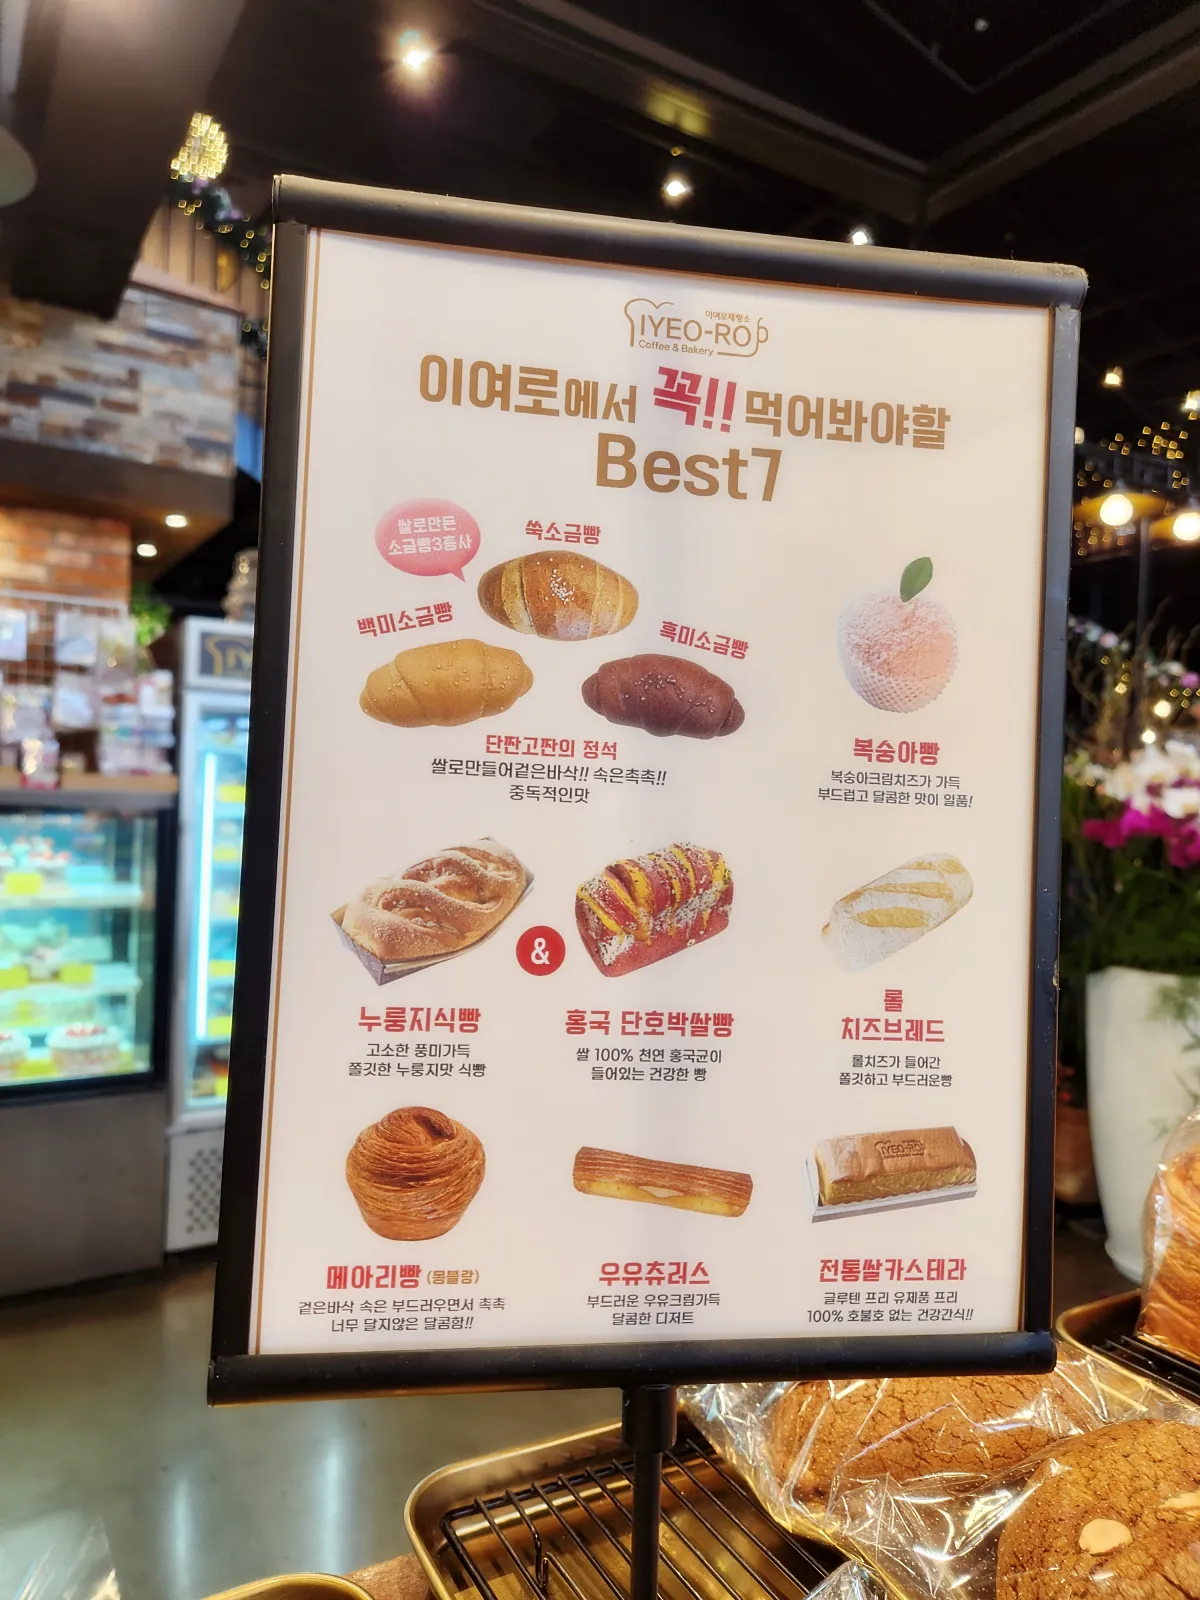 이여로제빵소
IYEO-RO
Coffee & Bakery
이여로에서 꼭!! 먹어봐야할
Best7
쌀로만든
소금빵3총사
쑥소금빵
백미소금빵
흑미소금빵
단짠고짠의 정석
쌀로만들어겉은바삭!! 속은촉촉!!
중독적인맛
복숭아빵
복숭아크림치즈가 가득
부드럽고 달콤한 맛이 일품!
누룽지식빵
고소한 풍미가득
쫄깃한 누룽지맛 식빵
&
홍국 단호박쌀빵
쌀 100% 천연 홍국균이
들어있는 건강한 빵
롤
치즈브레드
롤치즈가 들어간
쫄깃하고 부드러운빵
메아리빵 (몽블랑)
겉은바삭 속은 부드러우면서 촉촉
너무 달지않은 달콤함!!
우유츄러스
부드러운 우유크림가득
달콤한 디저트
IYEO-RO
전통쌀카스테라
글루텐 프리 유제품 프리
100% 호불호 없는 건강간식!!